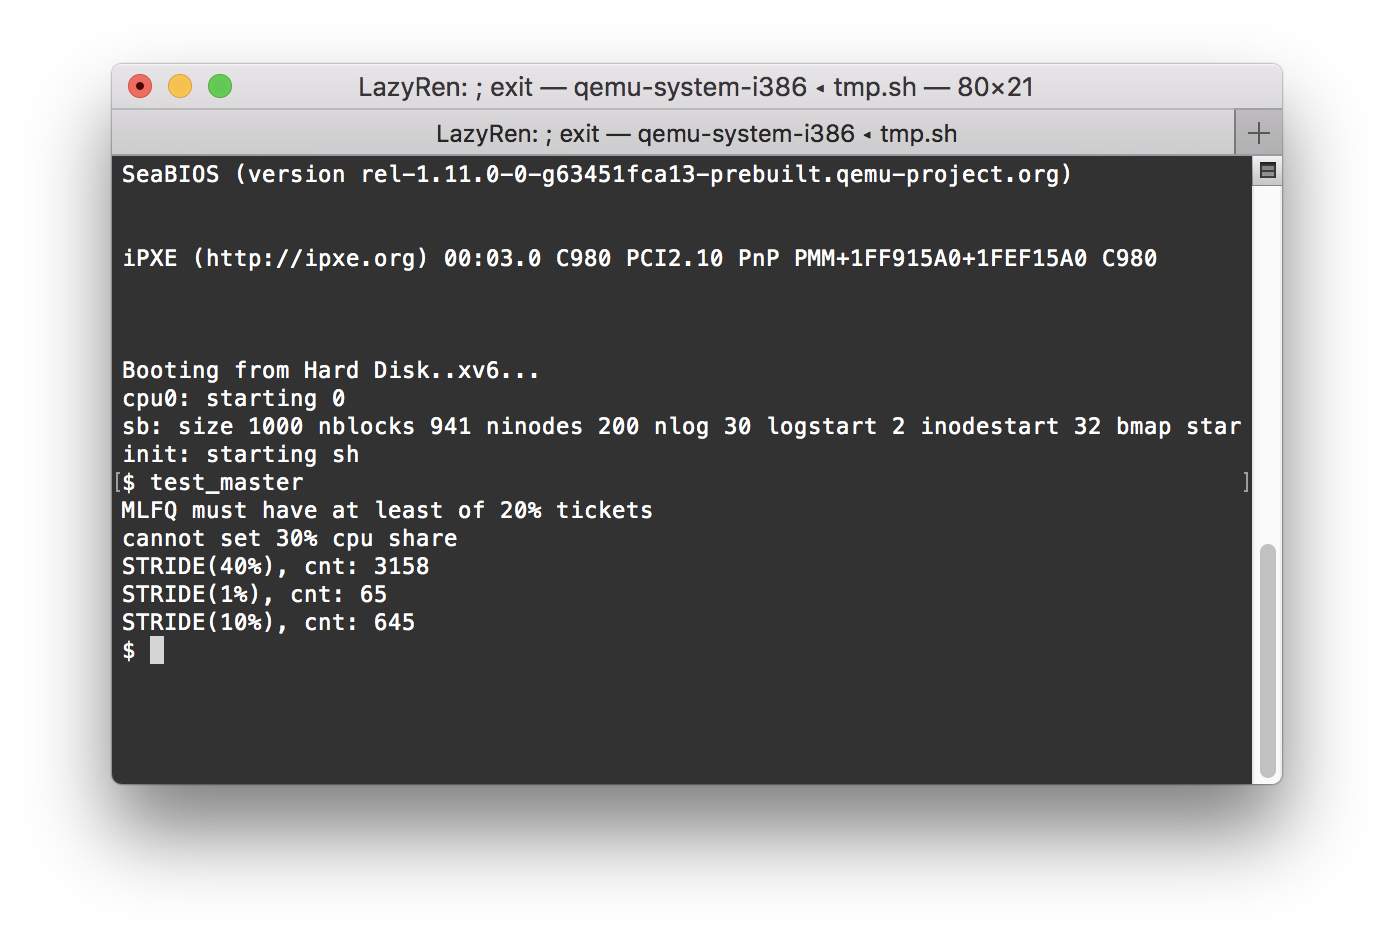 LazyRen: ; exit — qemu-system-i386 ◂ tmp.sh — 80×21
LazyRen: ; exit — qemu-system-i386 ◂ tmp.sh
SeaBIOS (version rel-1.11.0-0-g63451fca13-prebuilt.qemu-project.org)
iPXE (http://ipxe.org) 00:03.0 C980 PCI2.10 PnP PMM+1FF915A0+1FEF15A0 C980
Booting from Hard Disk..xv6...
cpu0: starting 0
sb: size 1000 nblocks 941 ninodes 200 nlog 30 logstart 2 inodestart 32 bmap star
init: starting sh
[$ test_master ]
MLFQ must have at least of 20% tickets
cannot set 30% cpu share
STRIDE(40%), cnt: 3158
STRIDE(1%), cnt: 65
STRIDE(10%), cnt: 645
$